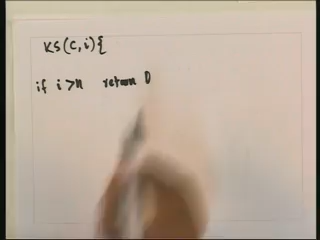 KS(C,i){
if i>n return 0